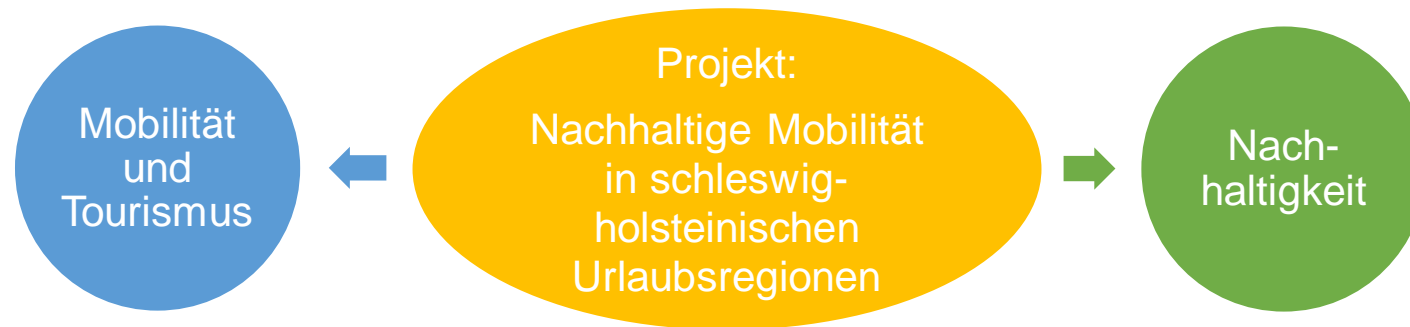 Mobilität
und
Tourismus
Projekt:
Nachhaltige Mobilität
in schleswig-
holsteinischen
Urlaubsregionen
Nach-
haltigkeit